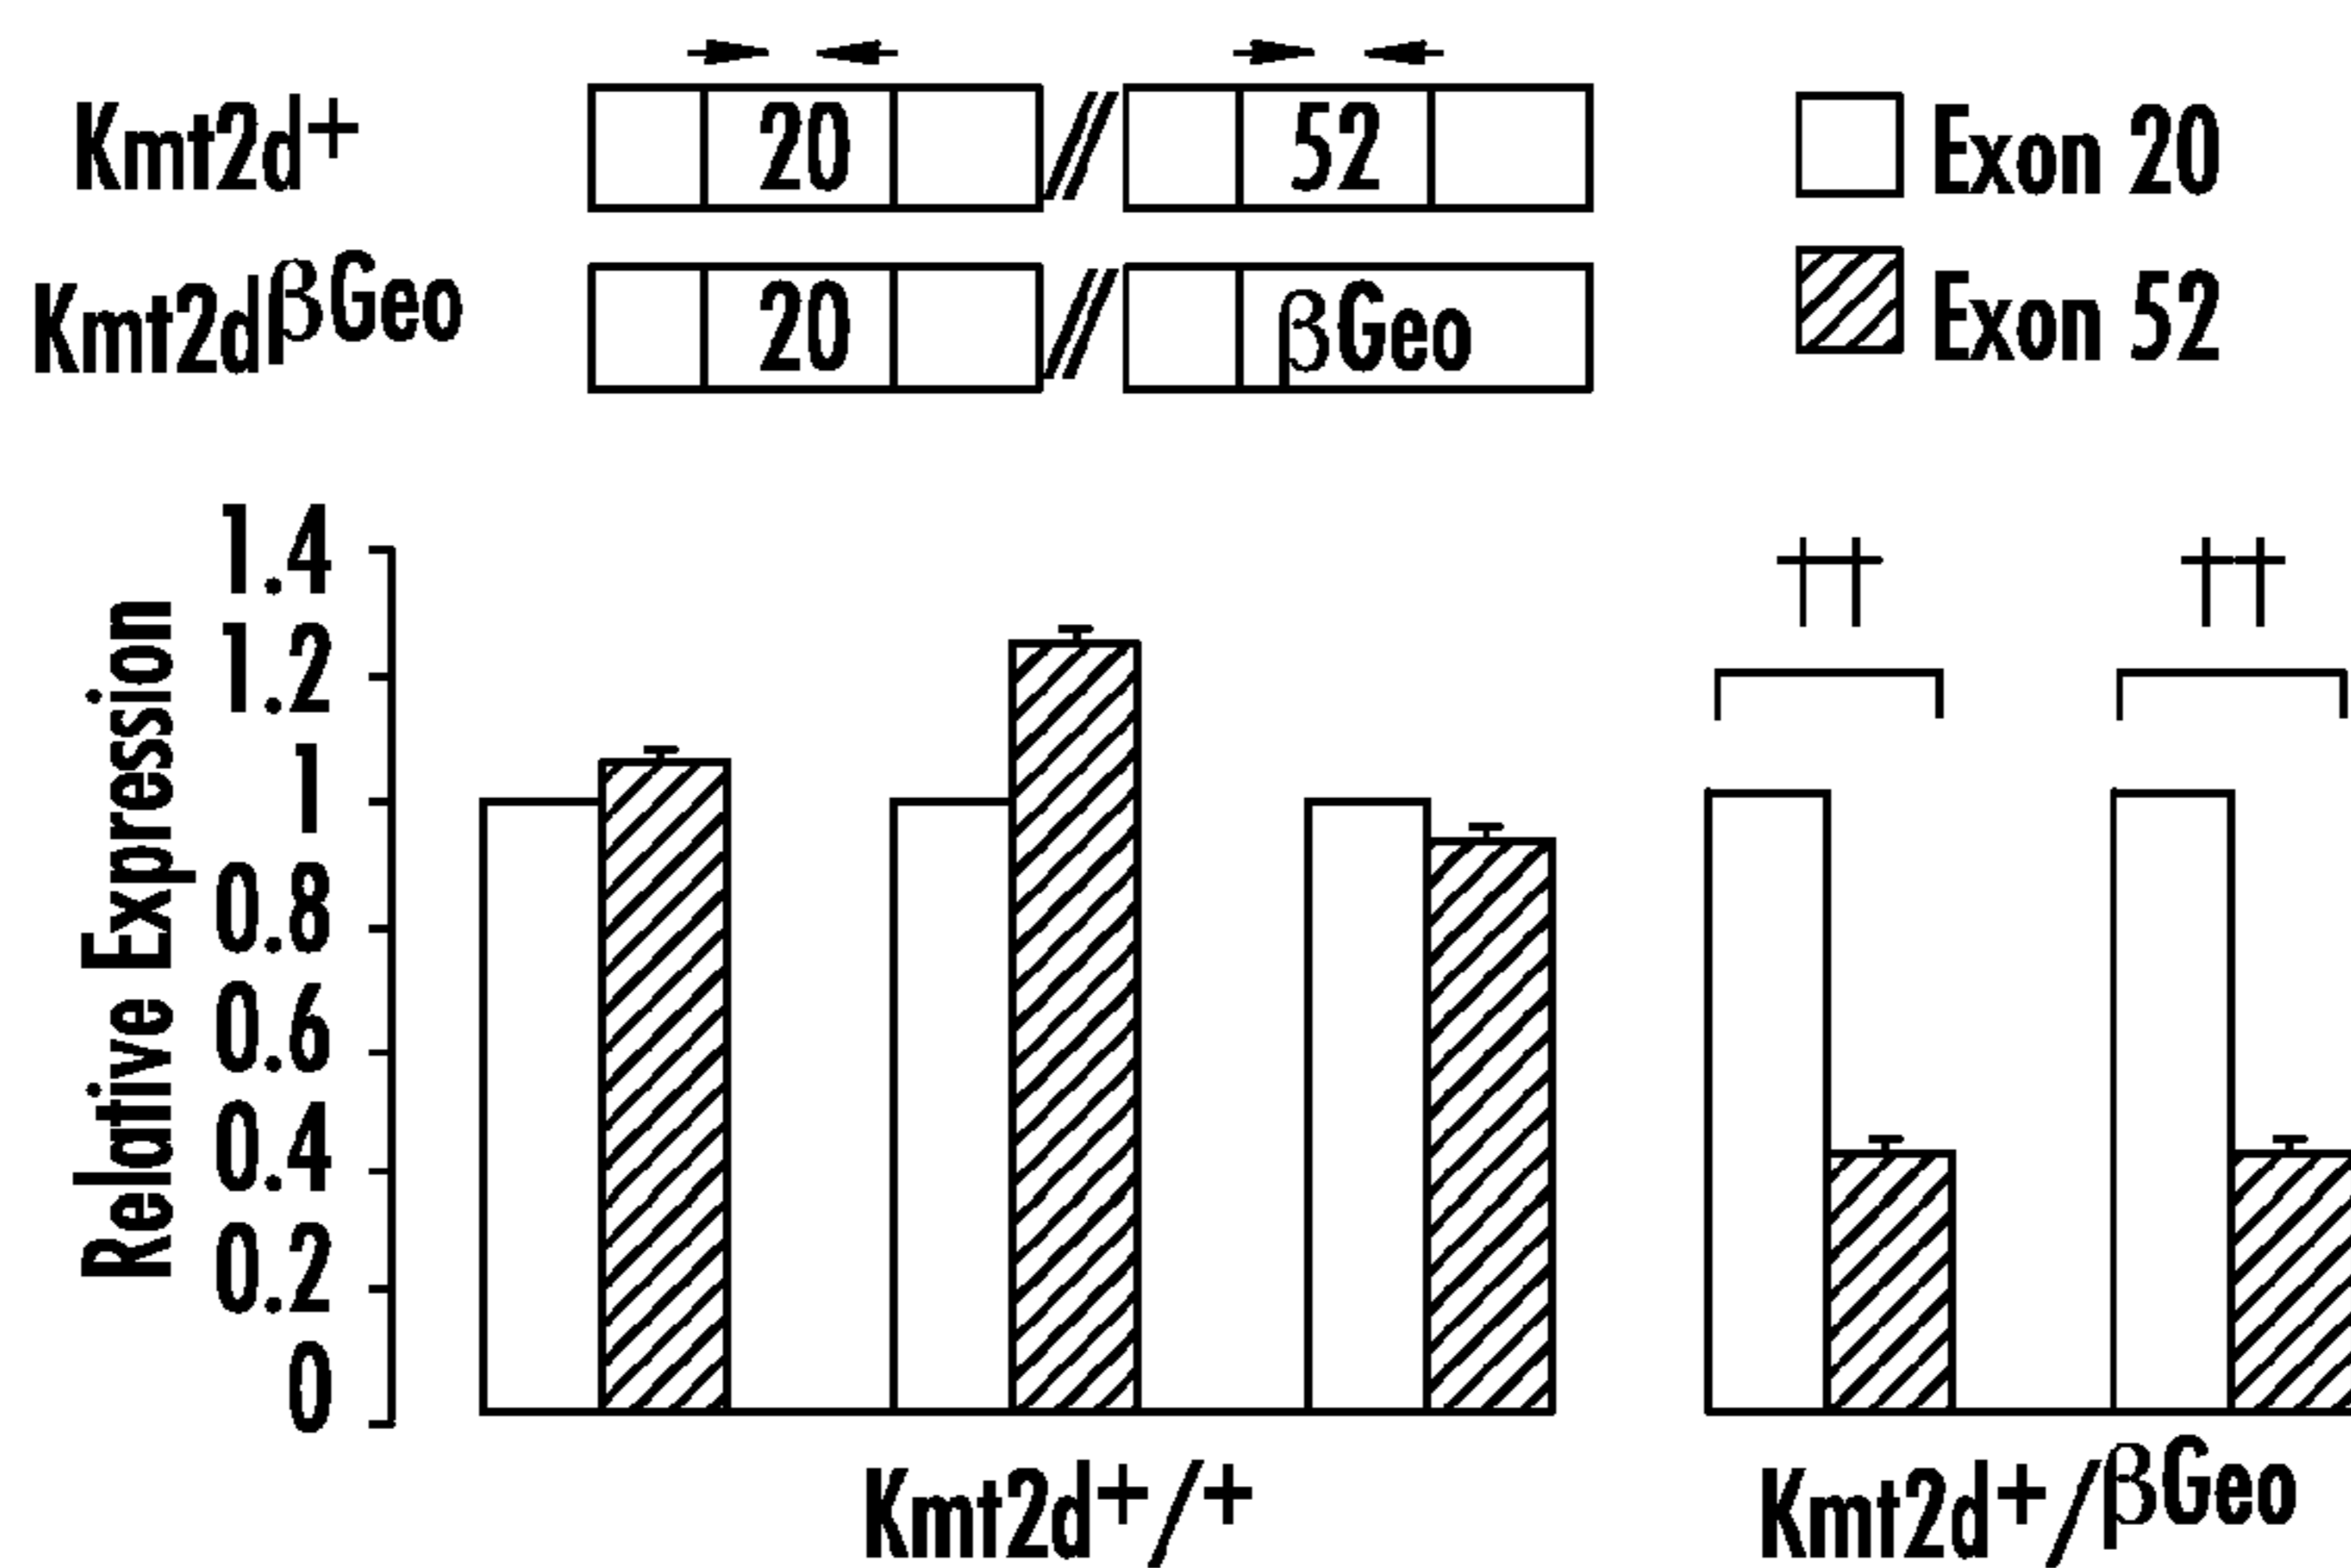 Kmt2d+ 20 // 52
Exon 20
Kmt2dβGeo 20 // βGeo
Exon 52
Relative Expression
1.4
1.2
1
0.8
0.6
0.4
0.2
0
††
††
Kmt2d+/+
Kmt2d+/βGeo